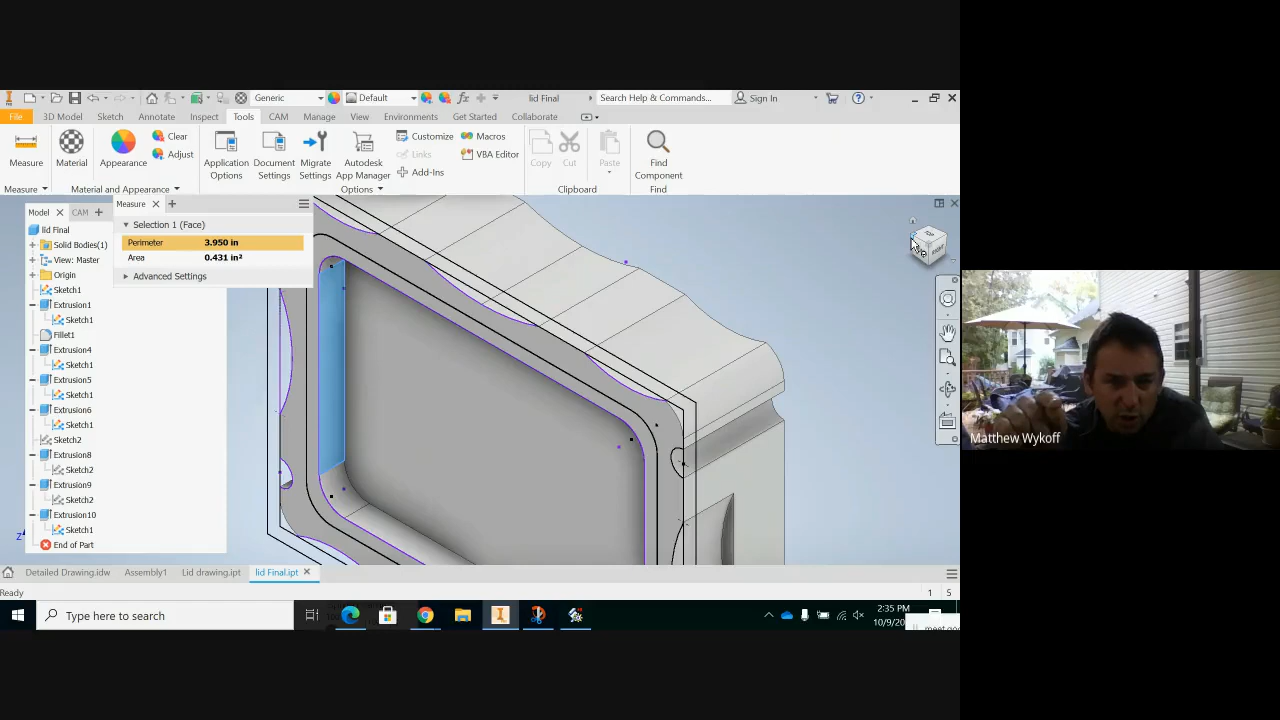 Generic
Default
lid Final
Search Help & Commands...
Sign In
File
3D Model
Sketch
Annotate
Inspect
Tools
CAM
Manage
View
Environments
Get Started
Collaborate
Measure
Material
Appearance
Clear
Adjust
Application
Options
Document
Settings
Migrate
Settings
Autodesk
App Manager
Customize
Links
Add-Ins
Macros
VBA Editor
Copy
Cut
Paste
Find
Component
Measure
Material and Appearance
Options
Clipboard
Find
Model
CAM
Measure
Selection 1 (Face)
Perimeter 3.950 in
Area 0.431 in²
Advanced Settings
lid Final
Solid Bodies(1)
View: Master
Origin
Sketch1
Extrusion1
Sketch1
Fillet1
Extrusion4
Sketch1
Extrusion5
Sketch1
Extrusion6
Sketch1
Sketch2
Extrusion8
Sketch2
Extrusion9
Sketch2
Extrusion10
Sketch1
End of Part
Z
Detailed Drawing.idw
Assembly1
Lid drawing.ipt
lid Final.ipt
Ready
1 5
Type here to search
2:35 PM
10/9/20
Matthew Wykoff